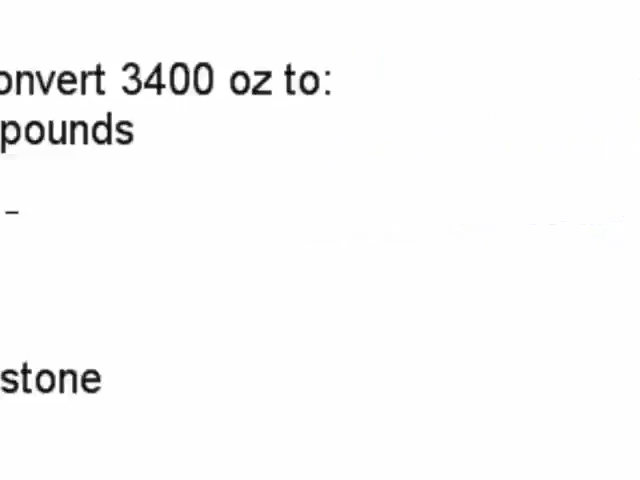 onvert 3400 oz to:
pounds
–
stone